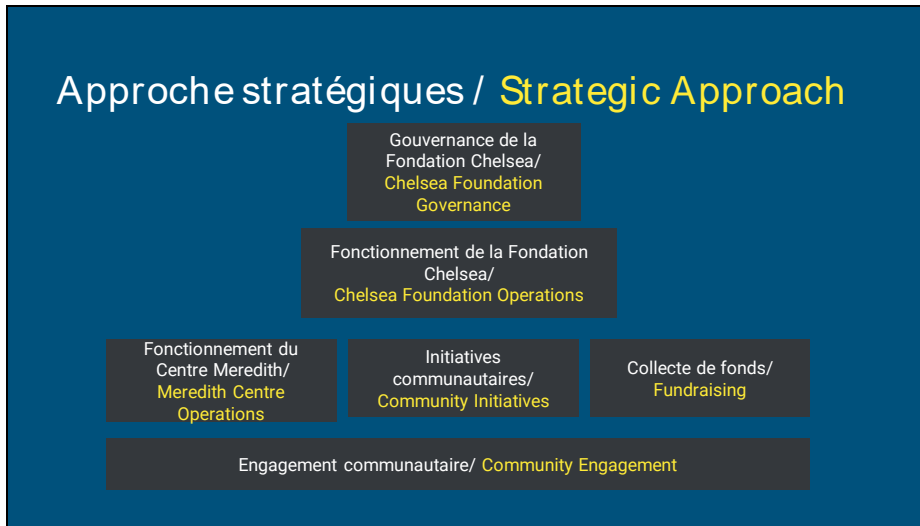 Approche stratégiques / Strategic Approach
Gouvernance de la
Fondation Chelsea/
Chelsea Foundation
Governance
Fonctionnement de la Fondation
Chelsea/
Chelsea Foundation Operations
Fonctionnement du
Centre Meredith/
Meredith Centre
Operations
Initiatives
communautaires/
Community Initiatives
Collecte de fonds/
Fundraising
Engagement communautaire/ Community Engagement